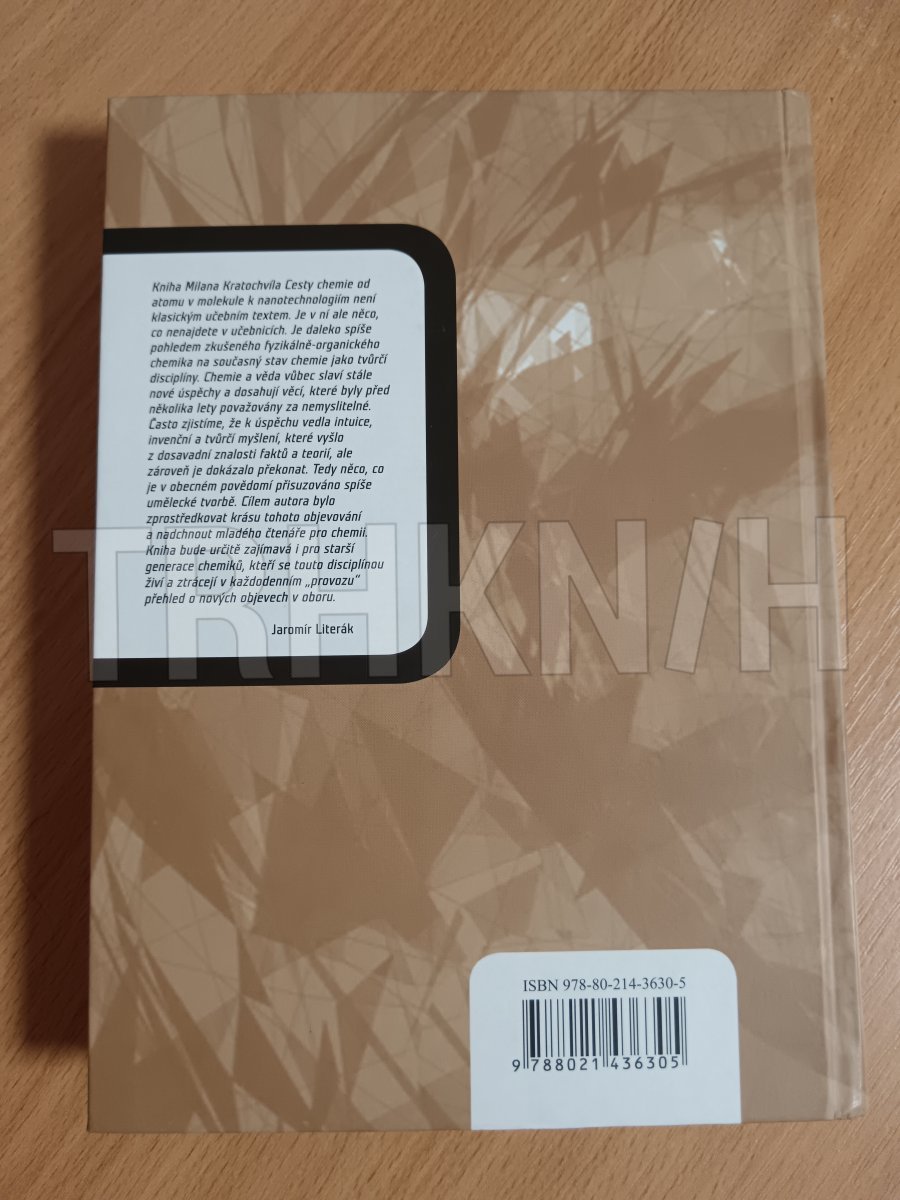 Kniha Milana Kratochvíla Cesty chemie od
atomu v molekule k nanotechnologiím není
klasickým učebním textem. Je v ní ale něco,
co nenajdete v učebnicích. Je daleko spíše
pohledem zkušeného fyzikálně-organického
chemika na současný stav chemie jako tvůrčí
disciplíny. Chemie a věda vůbec slaví stále
nové úspěchy a dosahují věcí, které byly před
několika lety považovány za nemyslitelné.
Často zjistíme, že k úspěchu vedla intuice,
invenční a tvůrčí myšlení, které vyšlo
z dosavadní znalosti faktů a teorií, ale
zároveň je dokázalo překonat. Tedy něco, co
je v obecném povědomí přisuzováno spíše
umělecké tvorbě. Cílem autora bylo
zprostředkovat krásu tohoto objevování
a nadchnout mladého čtenáře pro chemii.
Kniha bude určitě zajímavá i pro starší
generace chemiků, kteří se touto disciplínou
živí a ztrácejí v každodenním „provozu“
přehled o nových objevech v oboru.
Jaromír Literák
TRHKN/H
ISBN 978-80-214-3630-5
9 788021 436305